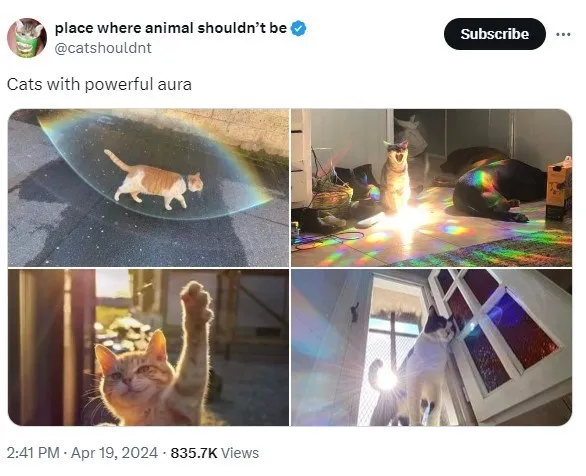 place where animal shouldn't be
@catshouldnt
Subscribe
Cats with powerful aura
2:41 PM · Apr 19, 2024 · 835.7K Views